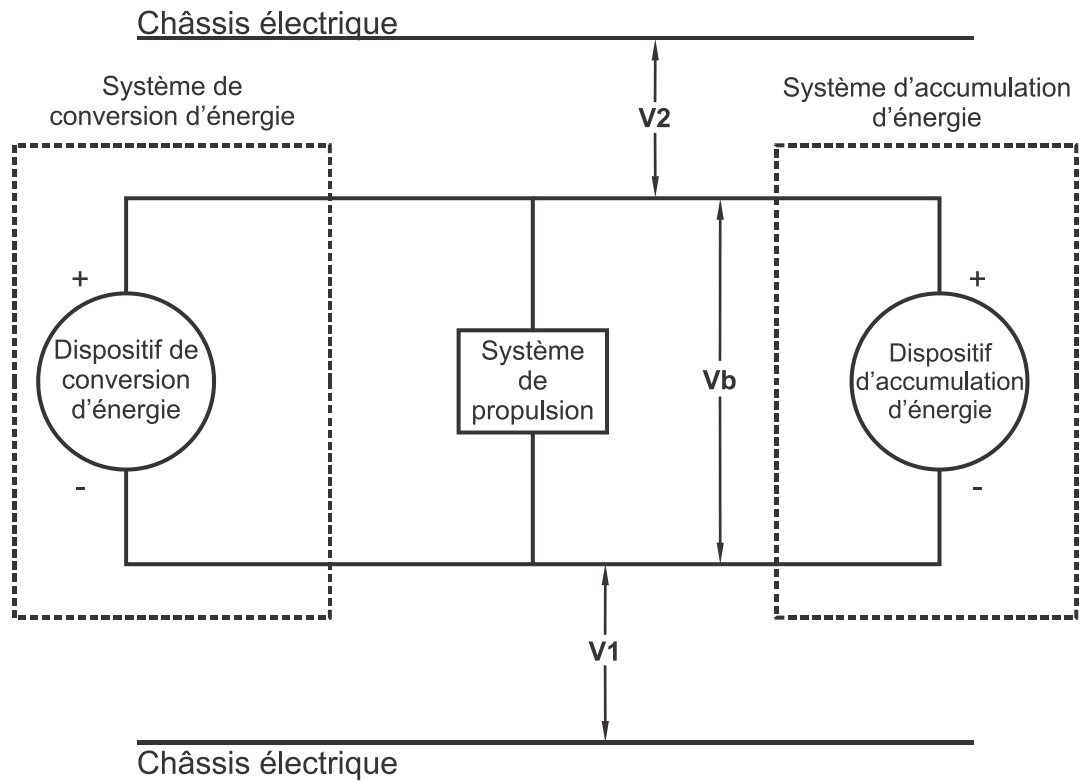 Châssis électrique
Système de
conversion d'énergie
V2
Système d'accumulation
d'énergie
+
Dispositif de
conversion
d'énergie
-
Système
de
propulsion
Vb
+
Dispositif
d'accumulation
d'énergie
-
V1
Châssis électrique